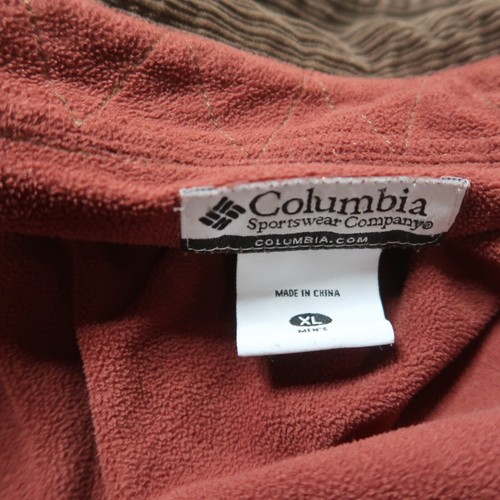 Columbia
Sportswear Company®
COLUMBIA.COM
MADE IN CHINA
XL
MEN'S